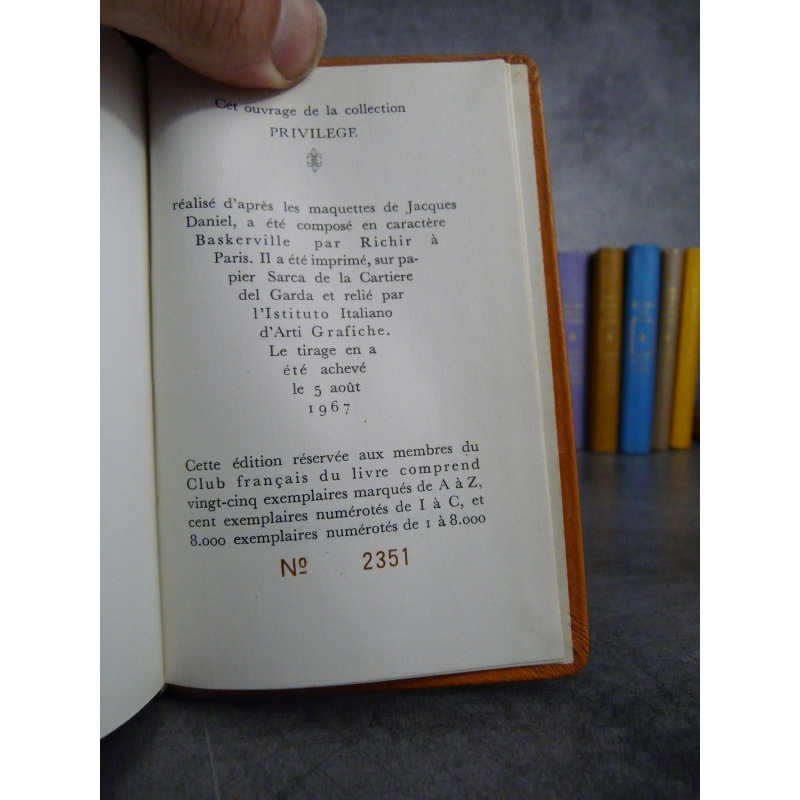 Cet ouvrage de la collection
PRIVILEGE
réalisé d'après les maquettes de Jacques
Daniel, a été composé en caractère
Baskerville par Richir à
Paris. Il a été imprimé, sur pa-
pier Sarca de la Cartiere
del Garda et relié par
l'Istituto Italiano
d'Arti Grafiche.
Le tirage en a
été achevé
le 5 août
1967
Cette édition réservée aux membres du
Club français du livre comprend
vingt-cinq exemplaires marqués de A à Z,
cent exemplaires numérotés de I à C, et
8.000 exemplaires numérotés de 1 à 8.000
Nº 2351